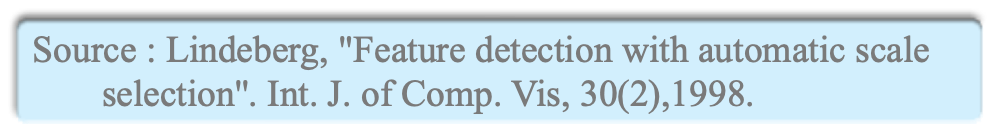 Source : Lindeberg, "Feature detection with automatic scale
selection". Int. J. of Comp. Vis, 30(2),1998.